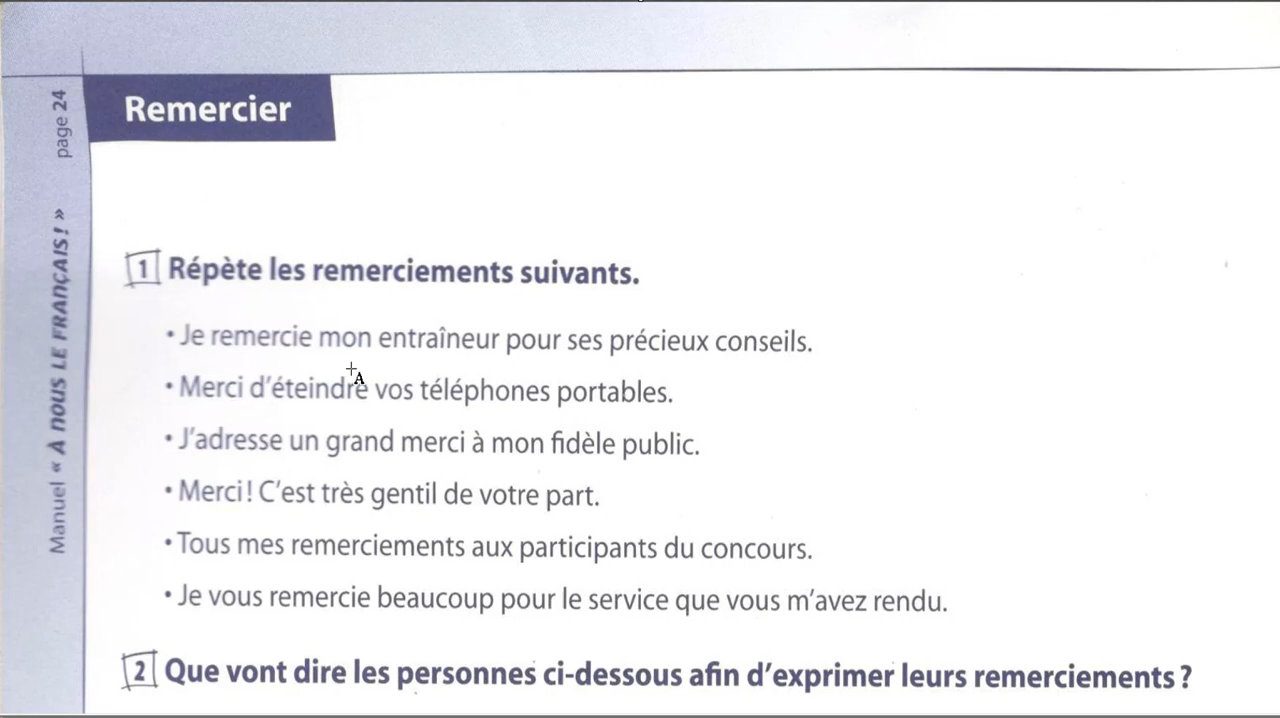 Remercier
page 24
Manuel « À NOUS LE FRANÇAIS ! »
1 Répète les remerciements suivants.
• Je remercie mon entraîneur pour ses précieux conseils.
• Merci d'éteindre vos téléphones portables.
• J'adresse un grand merci à mon fidèle public.
• Merci ! C'est très gentil de votre part.
• Tous mes remerciements aux participants du concours.
• Je vous remercie beaucoup pour le service que vous m'avez rendu.
2 Que vont dire les personnes ci-dessous afin d'exprimer leurs remerciements ?